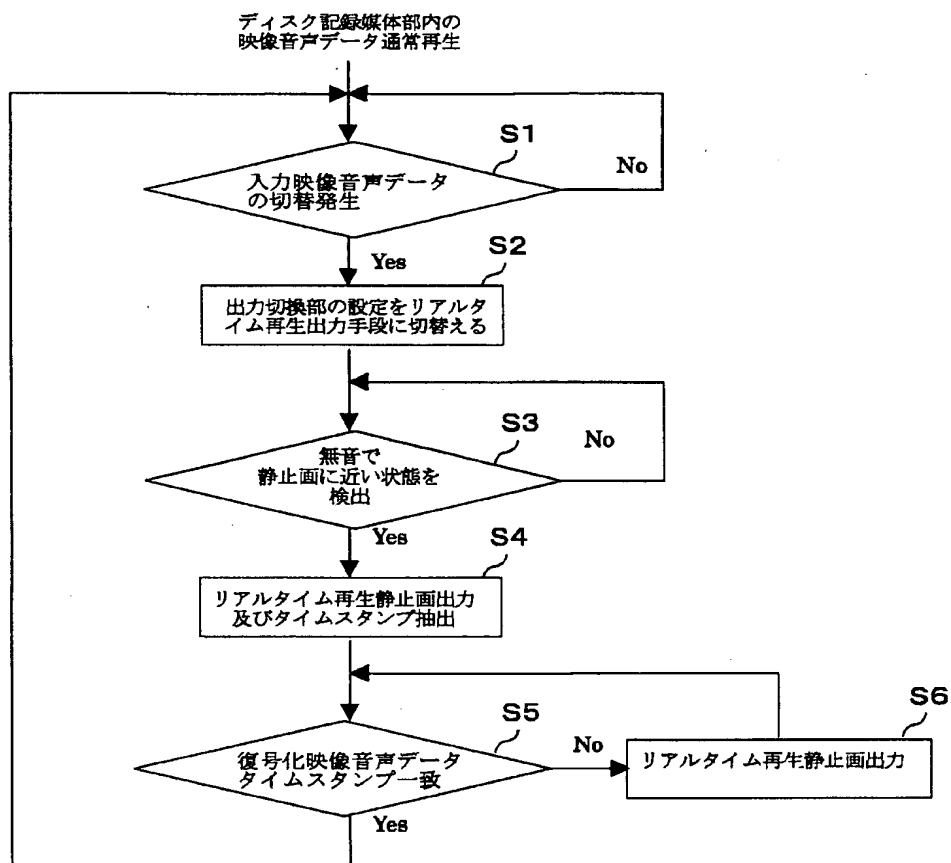 ディスク記録媒体部内の
映像音声データ通常再生
S1
No
入力映像音声データ
の切替発生
Yes
S2
出力切換部の設定をリアルタ
イム再生出力手段に切替える
S3
No
無音で
静止画に近い状態を
検出
Yes
S4
リアルタイム再生静止画出力
及びタイムスタンプ抽出
S5
S6
復号化映像音声データ
タイムスタンプ一致
No
リアルタイム再生静止画出力
Yes